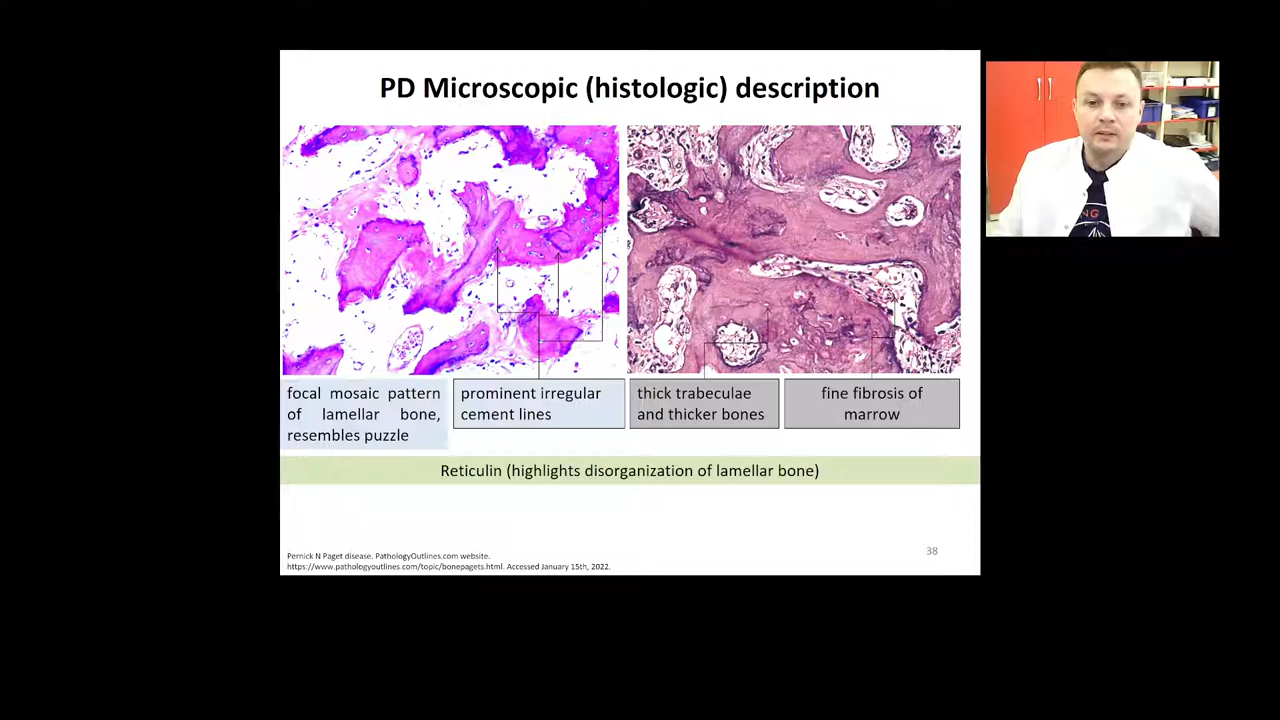 PD Microscopic (histologic) description
focal mosaic pattern
of lamellar bone,
resembles puzzle
prominent irregular
cement lines
thick trabeculae
and thicker bones
fine fibrosis of
marrow
Reticulin (highlights disorganization of lamellar bone)
38
Pernick N Paget disease. PathologyOutlines.com website.
https://www.pathologyoutlines.com/topic/bonepagets.html. Accessed January 15th, 2022.